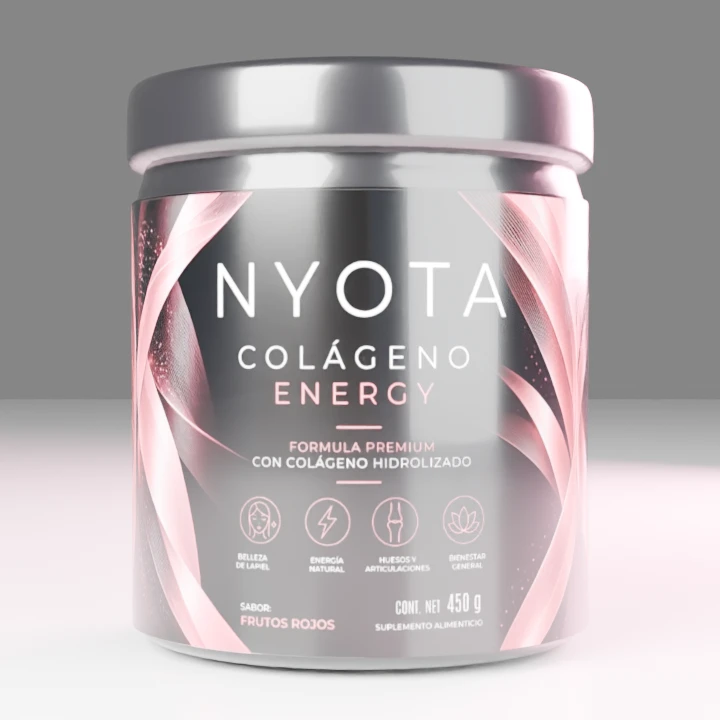 NYOTA
COLÁGENO
ENERGY
FORMULA PREMIUM
CON COLÁGENO HIDROLIZADO
BELLEZA
DE LA PIEL
ENERGÍA
NATURAL
HUESOS Y
ARTICULACIONES
BIENESTAR
GENERAL
SABOR:
FRUTOS ROJOS
CONT. NET 450 g
SUPLEMENTO ALIMENTICIO